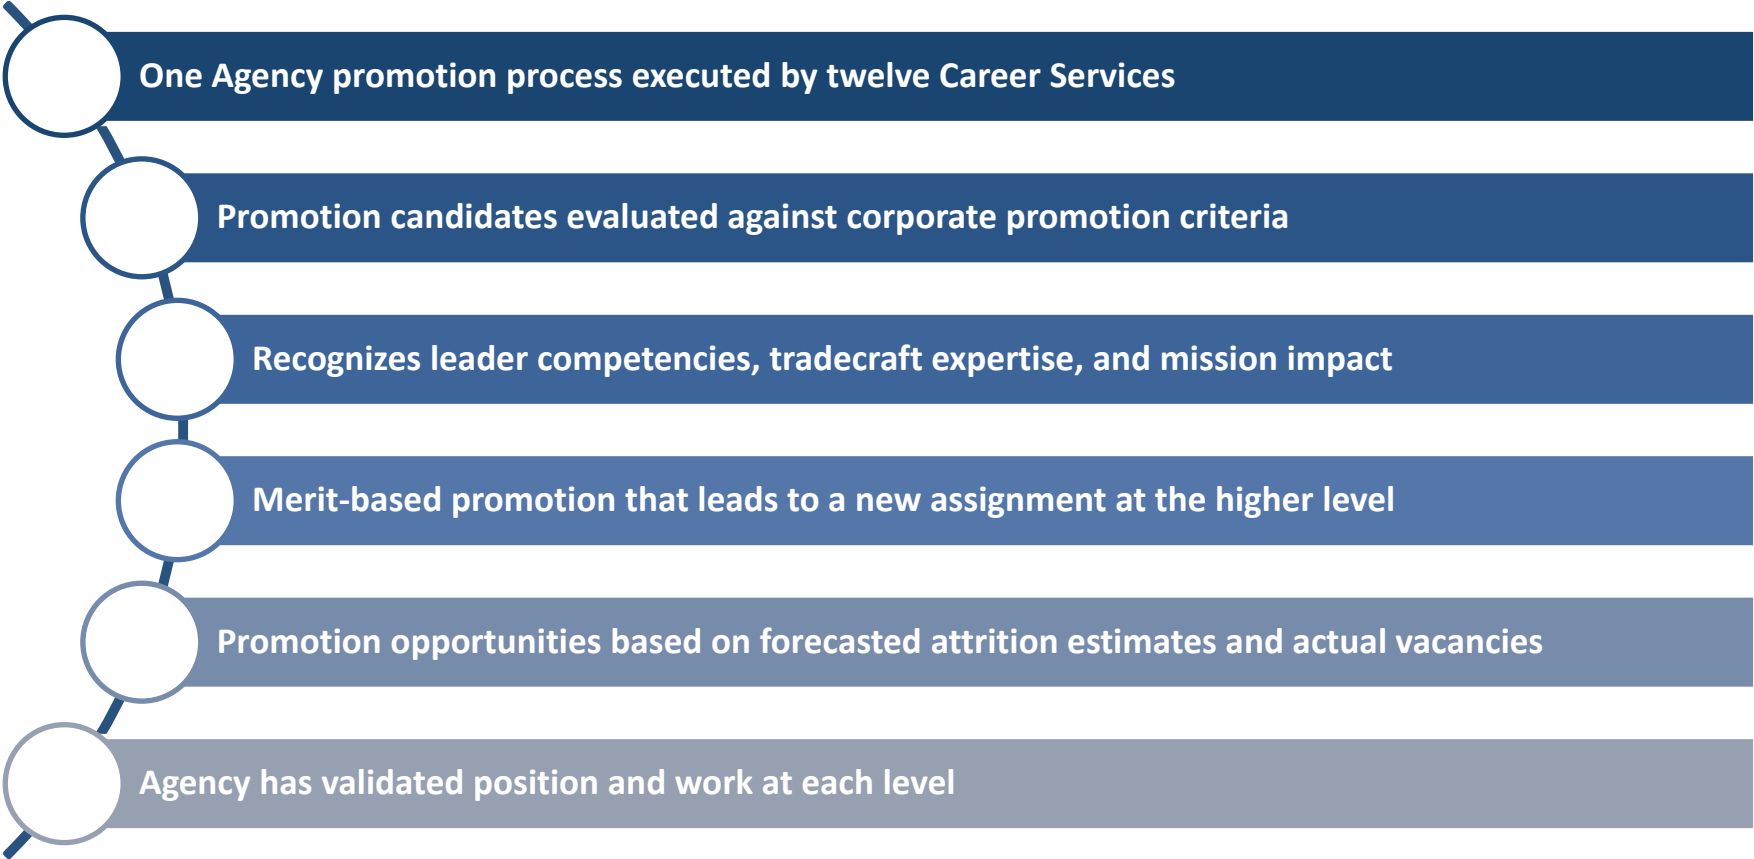 One Agency promotion process executed by twelve Career Services
Promotion candidates evaluated against corporate promotion criteria
Recognizes leader competencies, tradecraft expertise, and mission impact
Merit-based promotion that leads to a new assignment at the higher level
Promotion opportunities based on forecasted attrition estimates and actual vacancies
Agency has validated position and work at each level